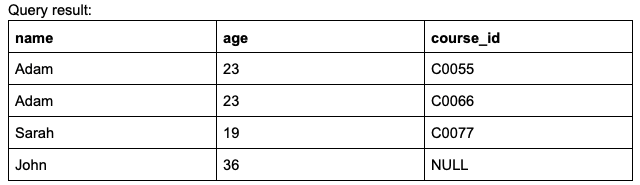 Query result:
name age course_id
Adam 23 C0055
Adam 23 C0066
Sarah 19 C0077
John 36 NULL